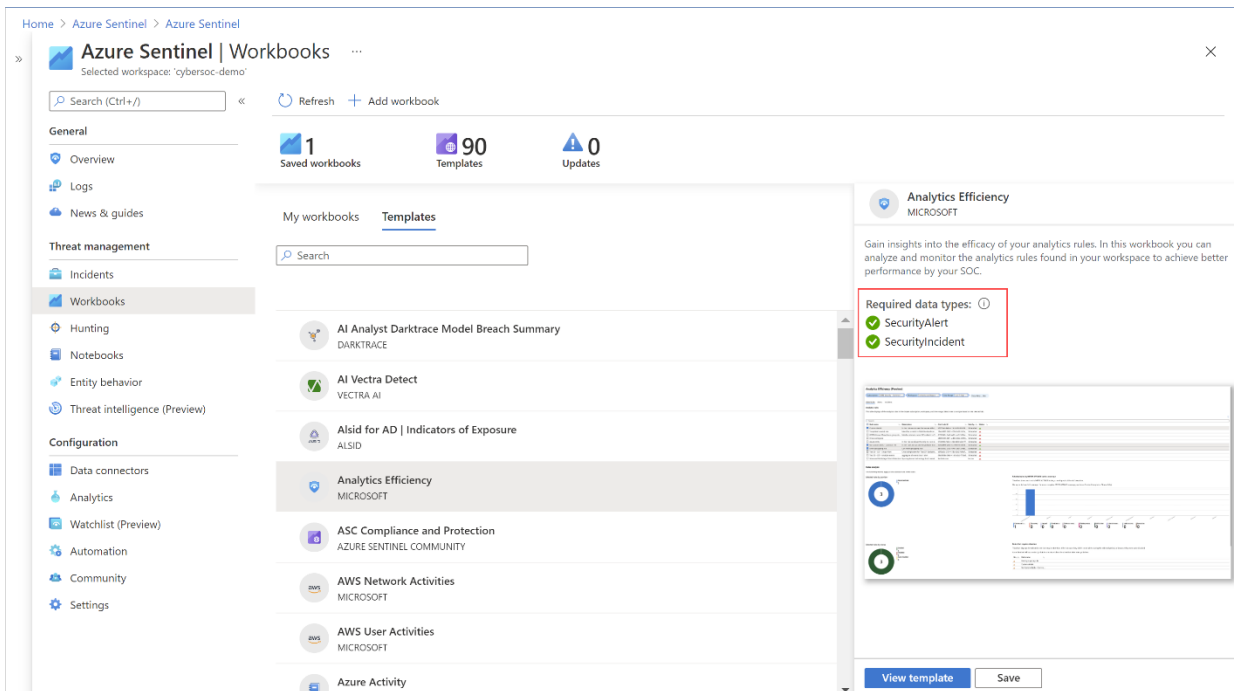 Home > Azure Sentinel > Azure Sentinel
Azure Sentinel | Workbooks ...
Selected workspace: 'cybersoc-demo'
Search (Ctrl+/)
Refresh
Add workbook
General
Overview
Logs
News & guides
Threat management
Incidents
Workbooks
Hunting
Notebooks
Entity behavior
Threat intelligence (Preview)
Configuration
Data connectors
Analytics
Watchlist (Preview)
Automation
Community
Settings
1
Saved workbooks
90
Templates
0
Updates
My workbooks
Templates
Search
AI Analyst Darktrace Model Breach Summary
DARKTRACE
AI Vectra Detect
VECTRA AI
Alsid for AD | Indicators of Exposure
ALSID
Analytics Efficiency
MICROSOFT
ASC Compliance and Protection
AZURE SENTINEL COMMUNITY
aws
AWS Network Activities
MICROSOFT
aws
AWS User Activities
MICROSOFT
Azure Activity
Analytics Efficiency
MICROSOFT
Gain insights into the efficacy of your analytics rules. In this workbook you can
analyze and monitor the analytics rules found in your workspace to achieve better
performance by your SOC.
Required data types:
SecurityAlert
SecurityIncident
View template
Save